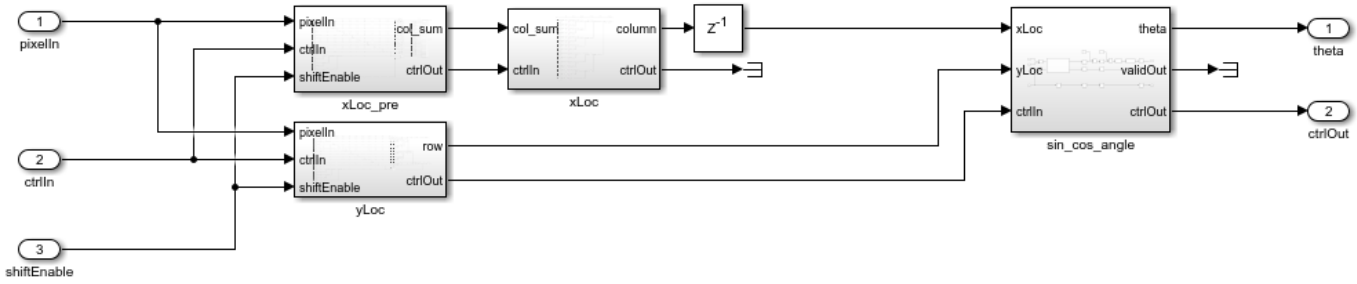 1
pixelIn
2
ctrlIn
3
shiftEnable
pixelIn
ctrlIn
shiftEnable
col_sum
ctrlOut
xLoc_pre
col_sum
ctrlIn
column
ctrlOut
xLoc
z-1
pixelIn
ctrlIn
shiftEnable
row
ctrlOut
yLoc
xLoc
yLoc
ctrlIn
theta
validOut
ctrlOut
sin_cos_angle
1
theta
2
ctrlOut